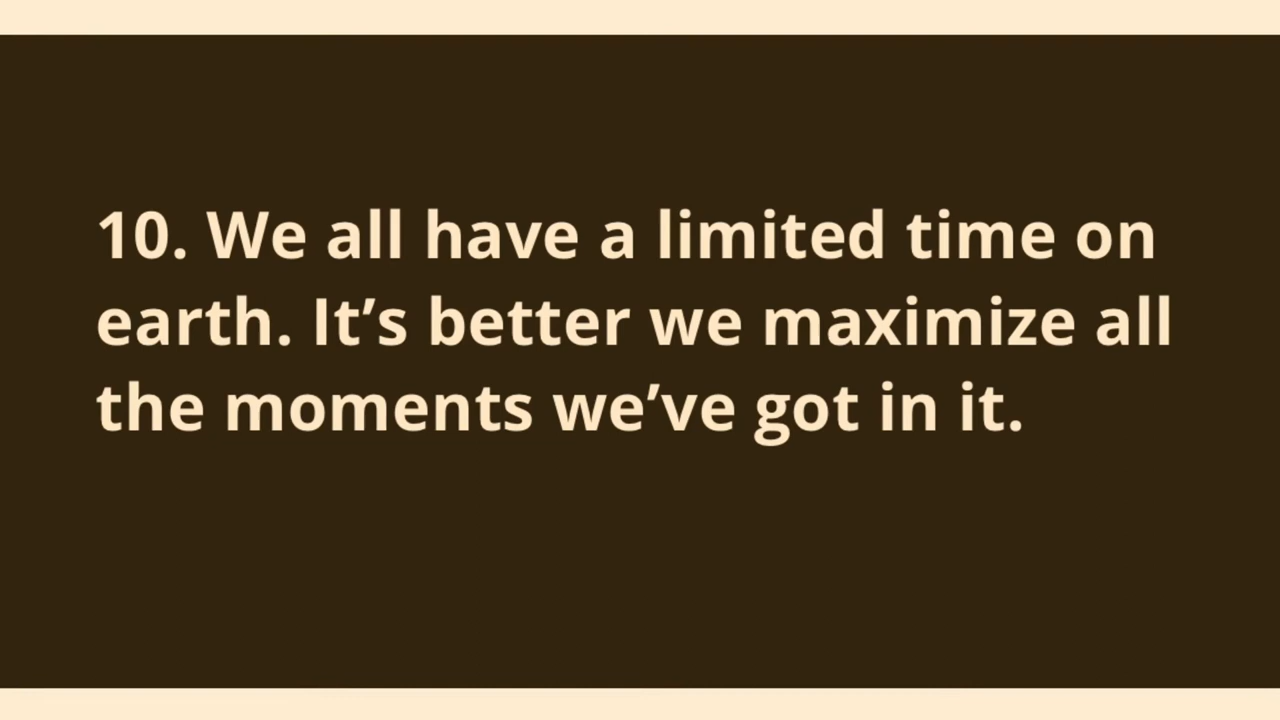 10. We all have a limited time on
earth. It’s better we maximize all
the moments we’ve got in it.